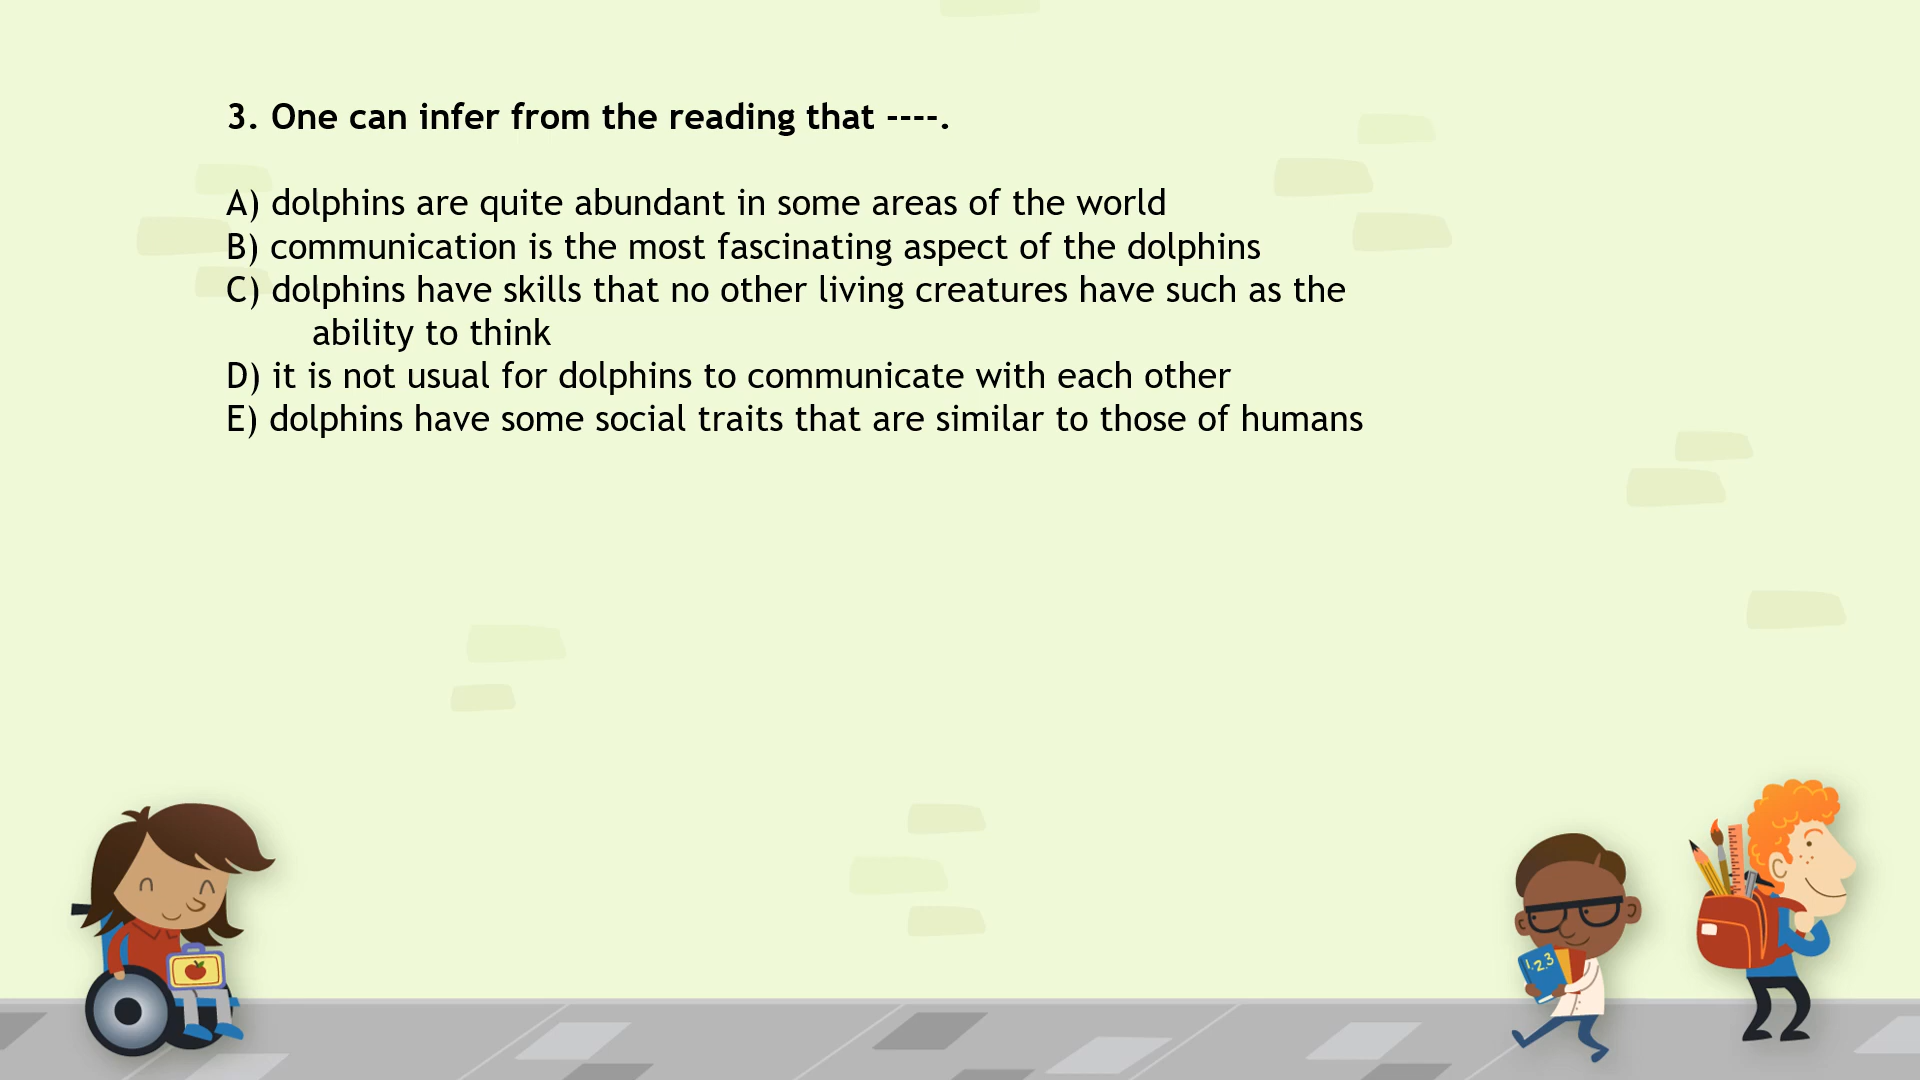 3. One can infer from the reading that ----.
A) dolphins are quite abundant in some areas of the world
B) communication is the most fascinating aspect of the dolphins
C) dolphins have skills that no other living creatures have such as the
ability to think
D) it is not usual for dolphins to communicate with each other
E) dolphins have some social traits that are similar to those of humans
1.23